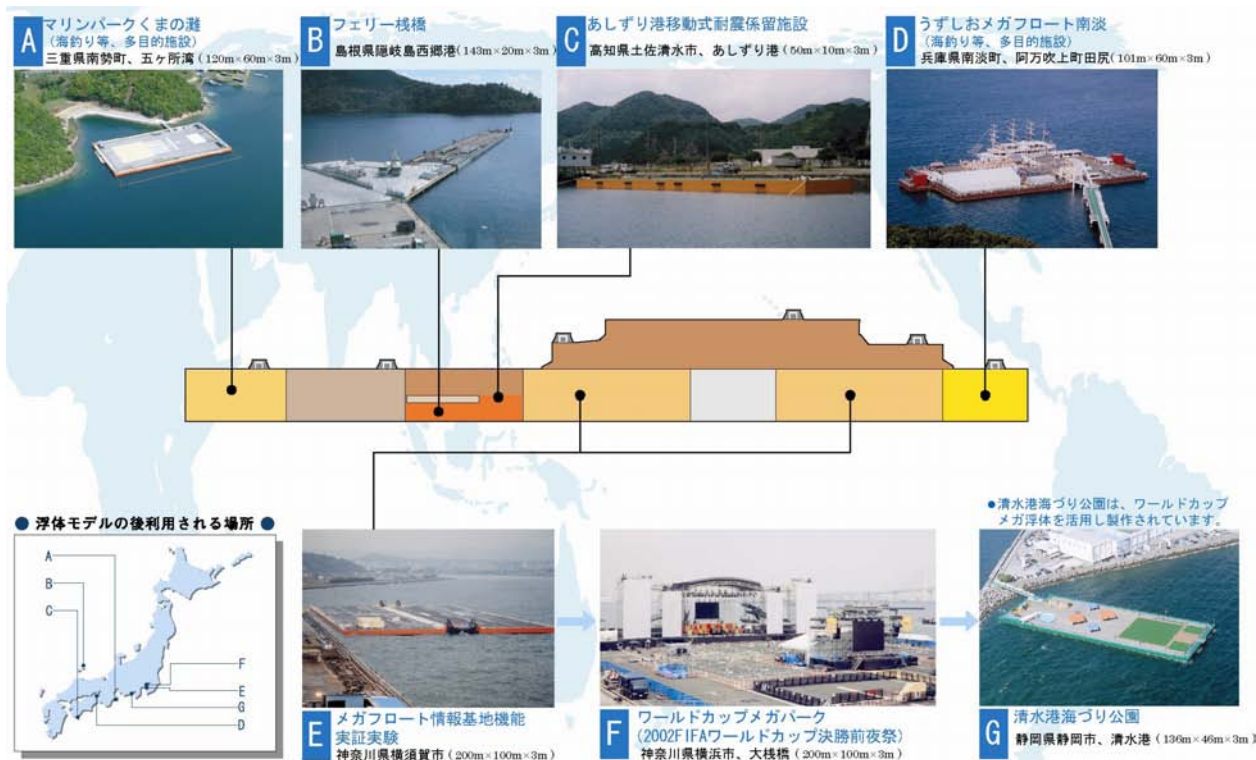 A
マリンパークくまの灘
(海釣り等、多目的施設)
三重県南勢町、五ヶ所湾(120m×60m×3m)
B
フェリー桟橋
島根県隠岐島西郷港(143m×20m×3m)
C
あしずり港移動式耐震係留施設
高知県土佐清水市、あしずり港(50m×10m×3m)
D
うずしおメガフロート南淡
(海釣り等、多目的施設)
兵庫県南淡町、阿万吹上町田尻(101m×60m×3m)
● 浮体モデルの後利用される場所 ●
A
B
C
F
E
G
D
E
メガフロート情報基地機能
実証実験
神奈川県横須賀市(200m×100m×3m)
F
ワールドカップメガパーク
(2002FIFAワールドカップ決勝前夜祭)
神奈川県横浜市、大桟橋(200m×100m×3m)
●清水港海づり公園は、ワールドカップ
メガ浮体を活用し製作されています。
G
清水港海づり公園
静岡県静岡市、清水港(136m×46m×3m)